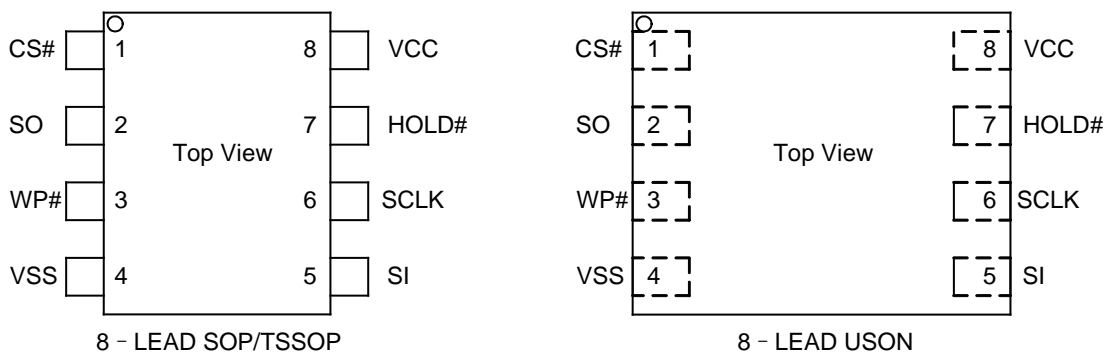 CS# 1 8 VCC
SO 2 7 HOLD#
Top View
WP# 3 6 SCLK
VSS 4 5 SI
8 – LEAD SOP/TSSOP
CS# 1 8 VCC
SO 2 7 HOLD#
Top View
WP# 3 6 SCLK
VSS 4 5 SI
8 – LEAD USON